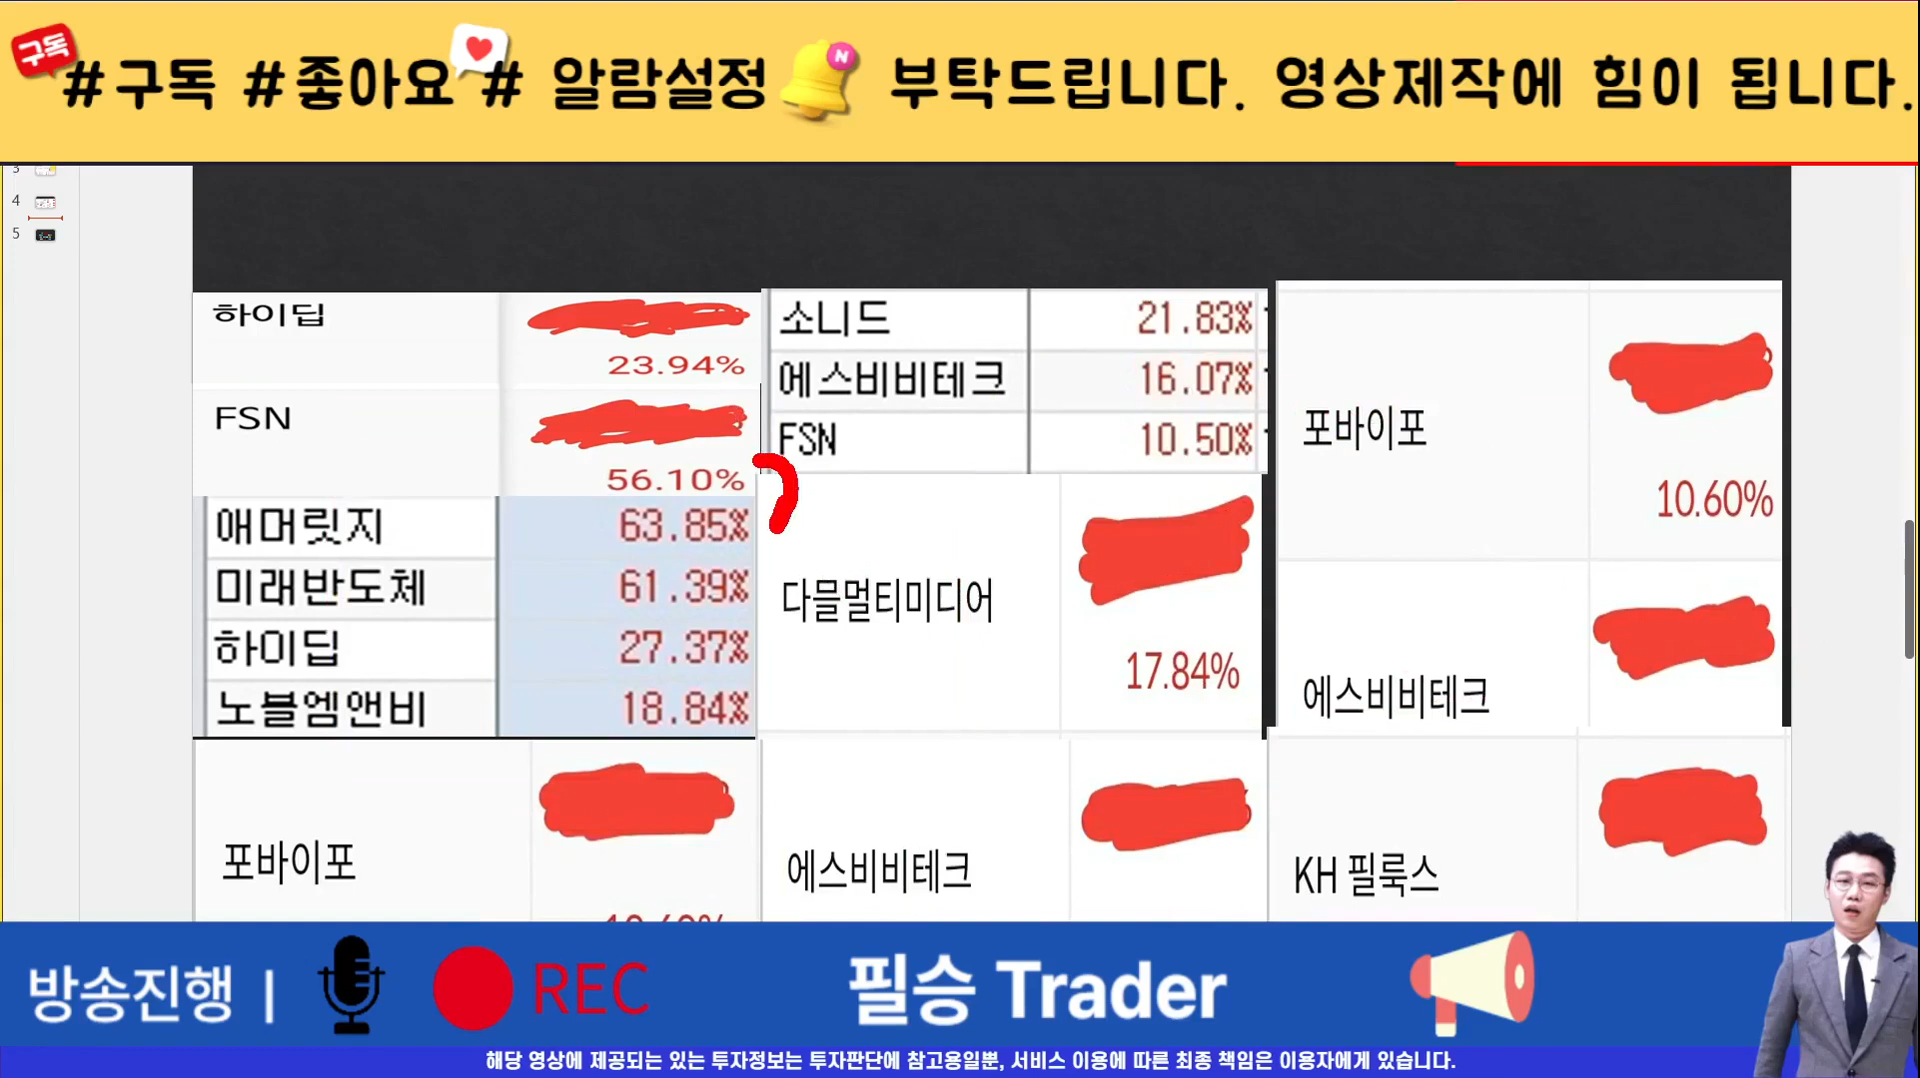 구독
#구독 #좋아요 # 알람설정 N 부탁드립니다. 영상제작에 힘이 됩니다.
3
4
5
하이딥
23.94%
FSN
56.10%
애머릿지 63.85%
미래반도체 61.39%
하이딥 27.37%
노블엠앤비 18.84%
소니드 21.83%
에스비비테크 16.07%
FSN 10.50%
다믈멀티미디어
17.84%
포바이포
10.60%
에스비비테크
포바이포
에스비비테크
KH 필룩스
방송진행 | REC 필승 Trader
해당 영상에 제공되는 있는 투자정보는 투자판단에 참고용일뿐, 서비스 이용에 따른 최종 책임은 이용자에게 있습니다.